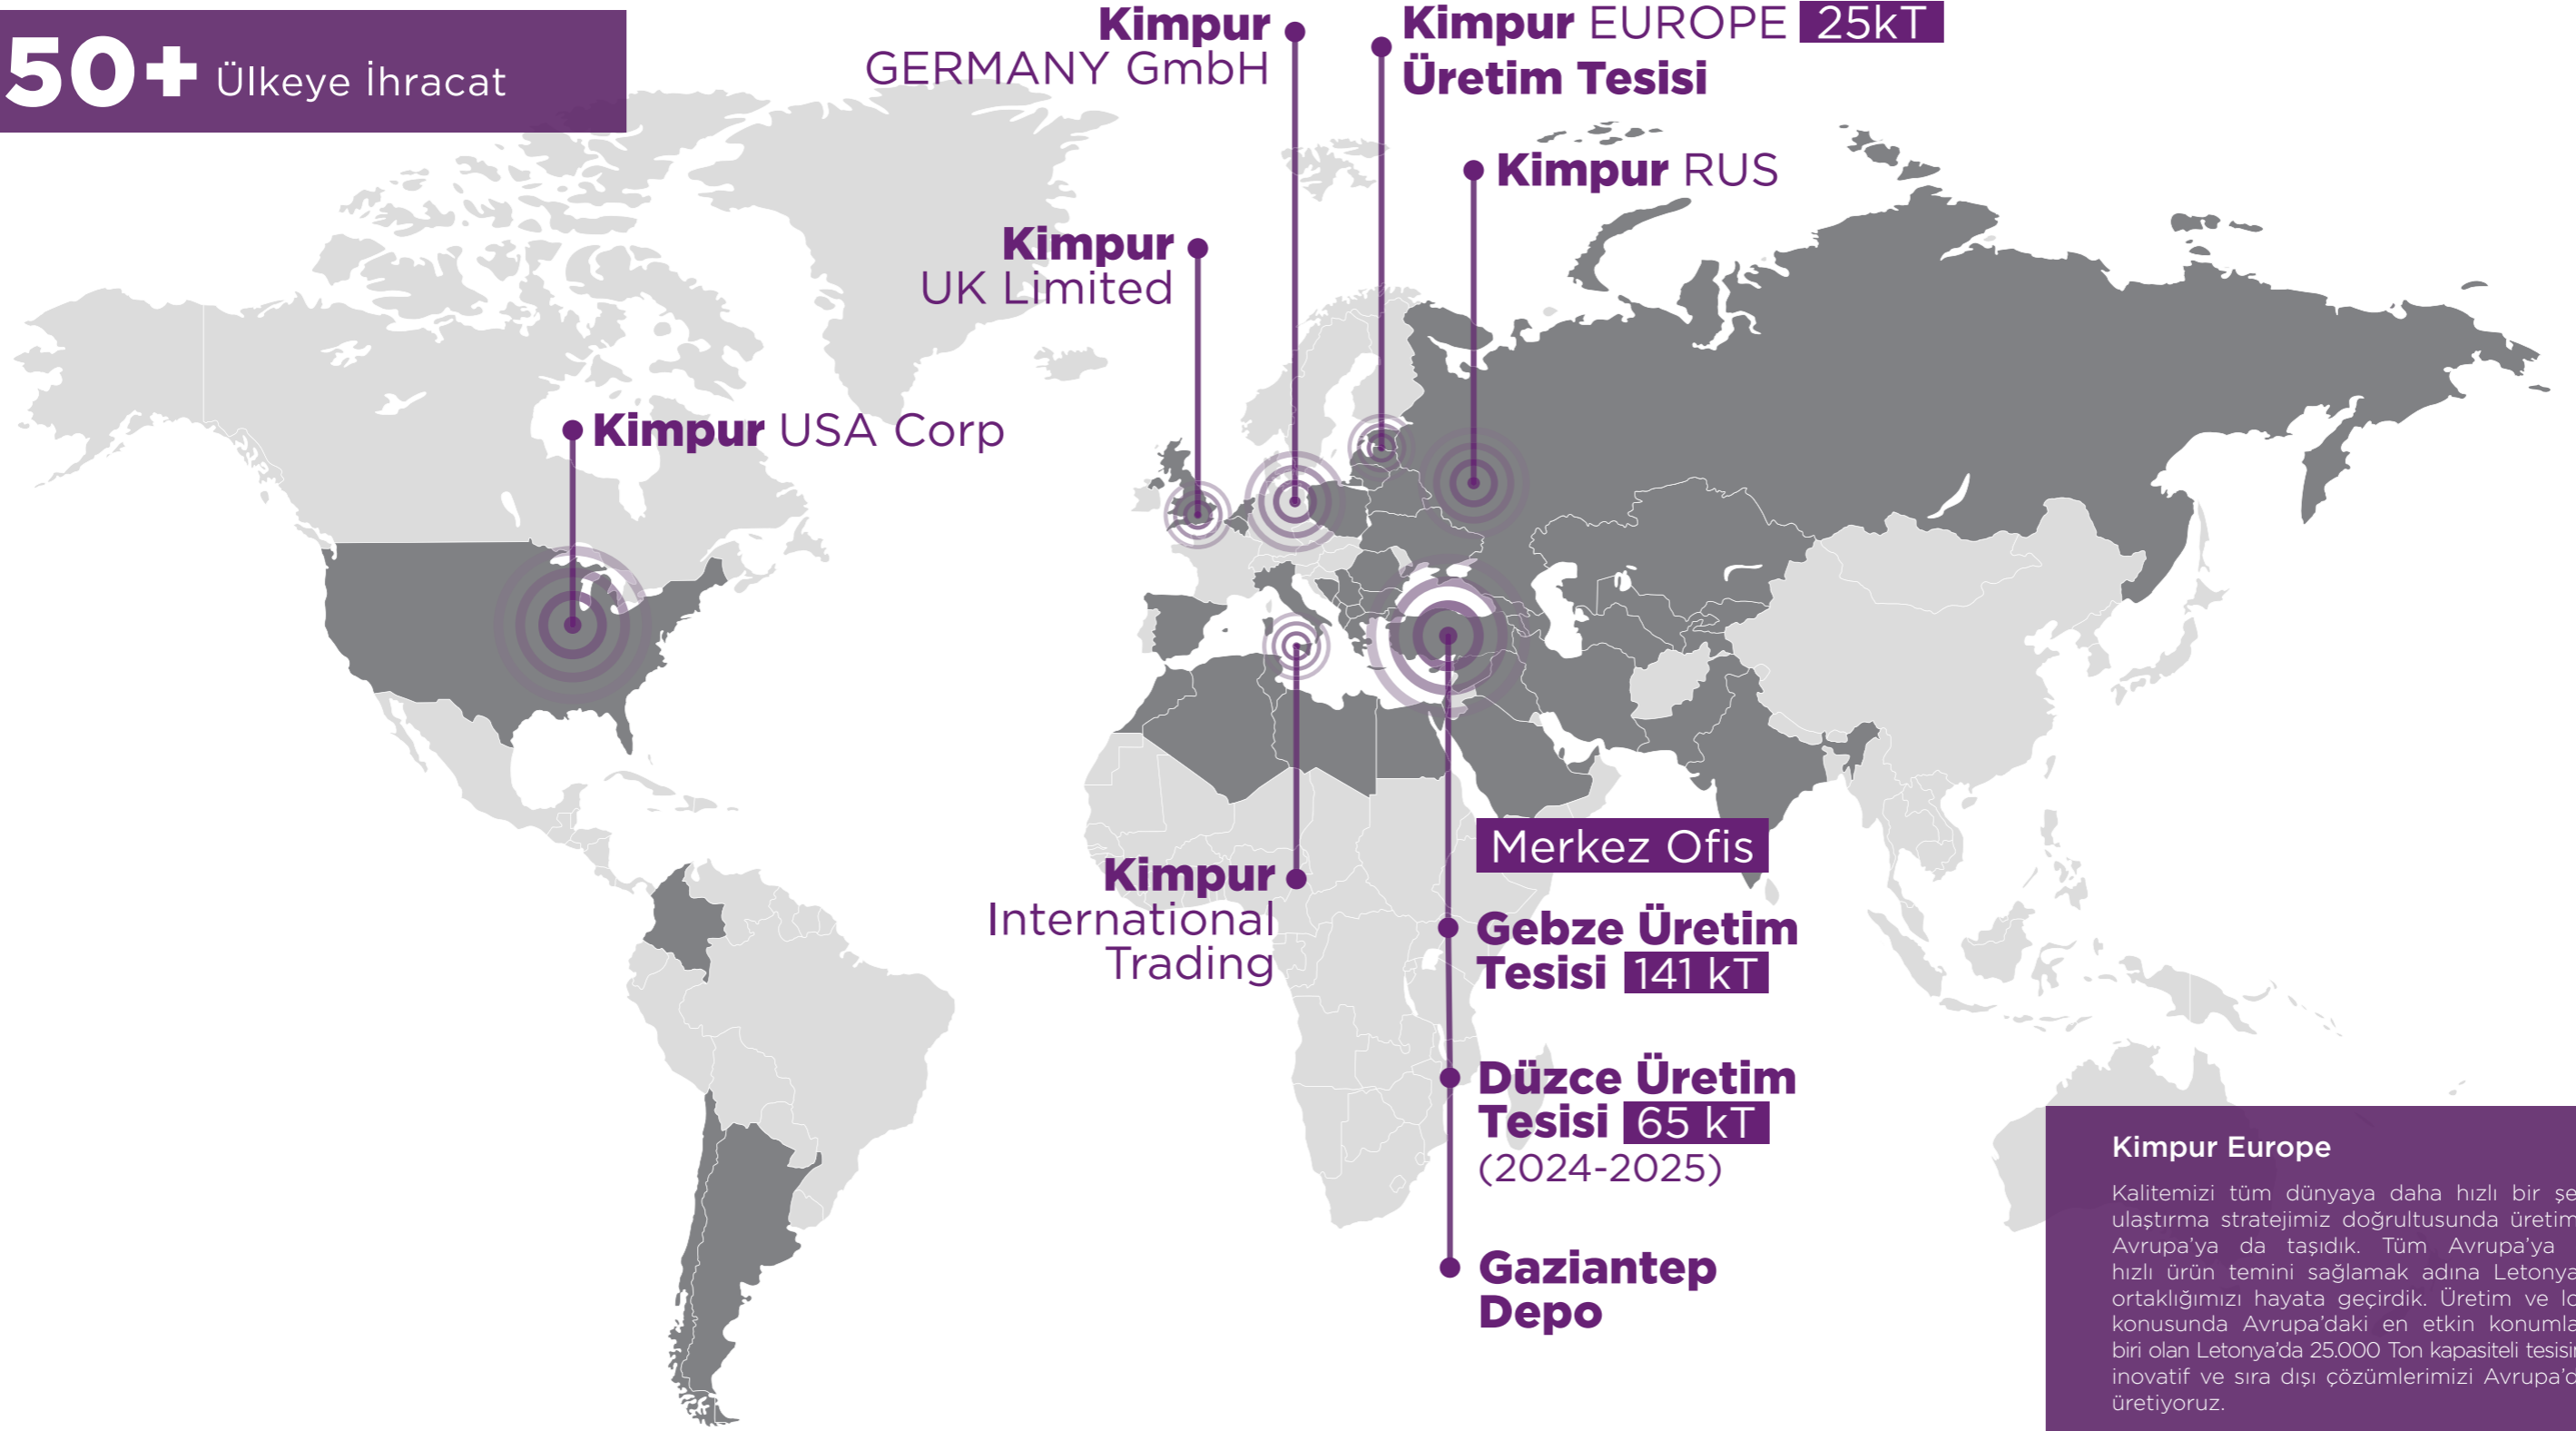 50+ Ülkeye İhracat
Kimpur
GERMANY GmbH
Kimpur EUROPE 25kT
Üretim Tesisi
Kimpur RUS
Kimpur
UK Limited
Kimpur USA Corp
Kimpur
International
Trading
Merkez Ofis
Gebze Üretim
Tesisi 141 kT
Düzce Üretim
Tesisi 65 kT
(2024-2025)
Gaziantep
Depo
Kimpur Europe
Kalitemizi tüm dünyaya daha hızlı bir
ulaştırma stratejimiz doğrultusunda
Avrupa'ya da taşıdık. Tüm Avrupa'ya
hızlı ürün temini sağlamak adına
ortaklığımızı hayata geçirdik. Üretim ve
konusunda Avrupa'daki en etkin
biri olan Letonya'da 25.000 Ton kapasiteli
inovatif ve sıra dışı çözümlerimizi
üretiyoruz.